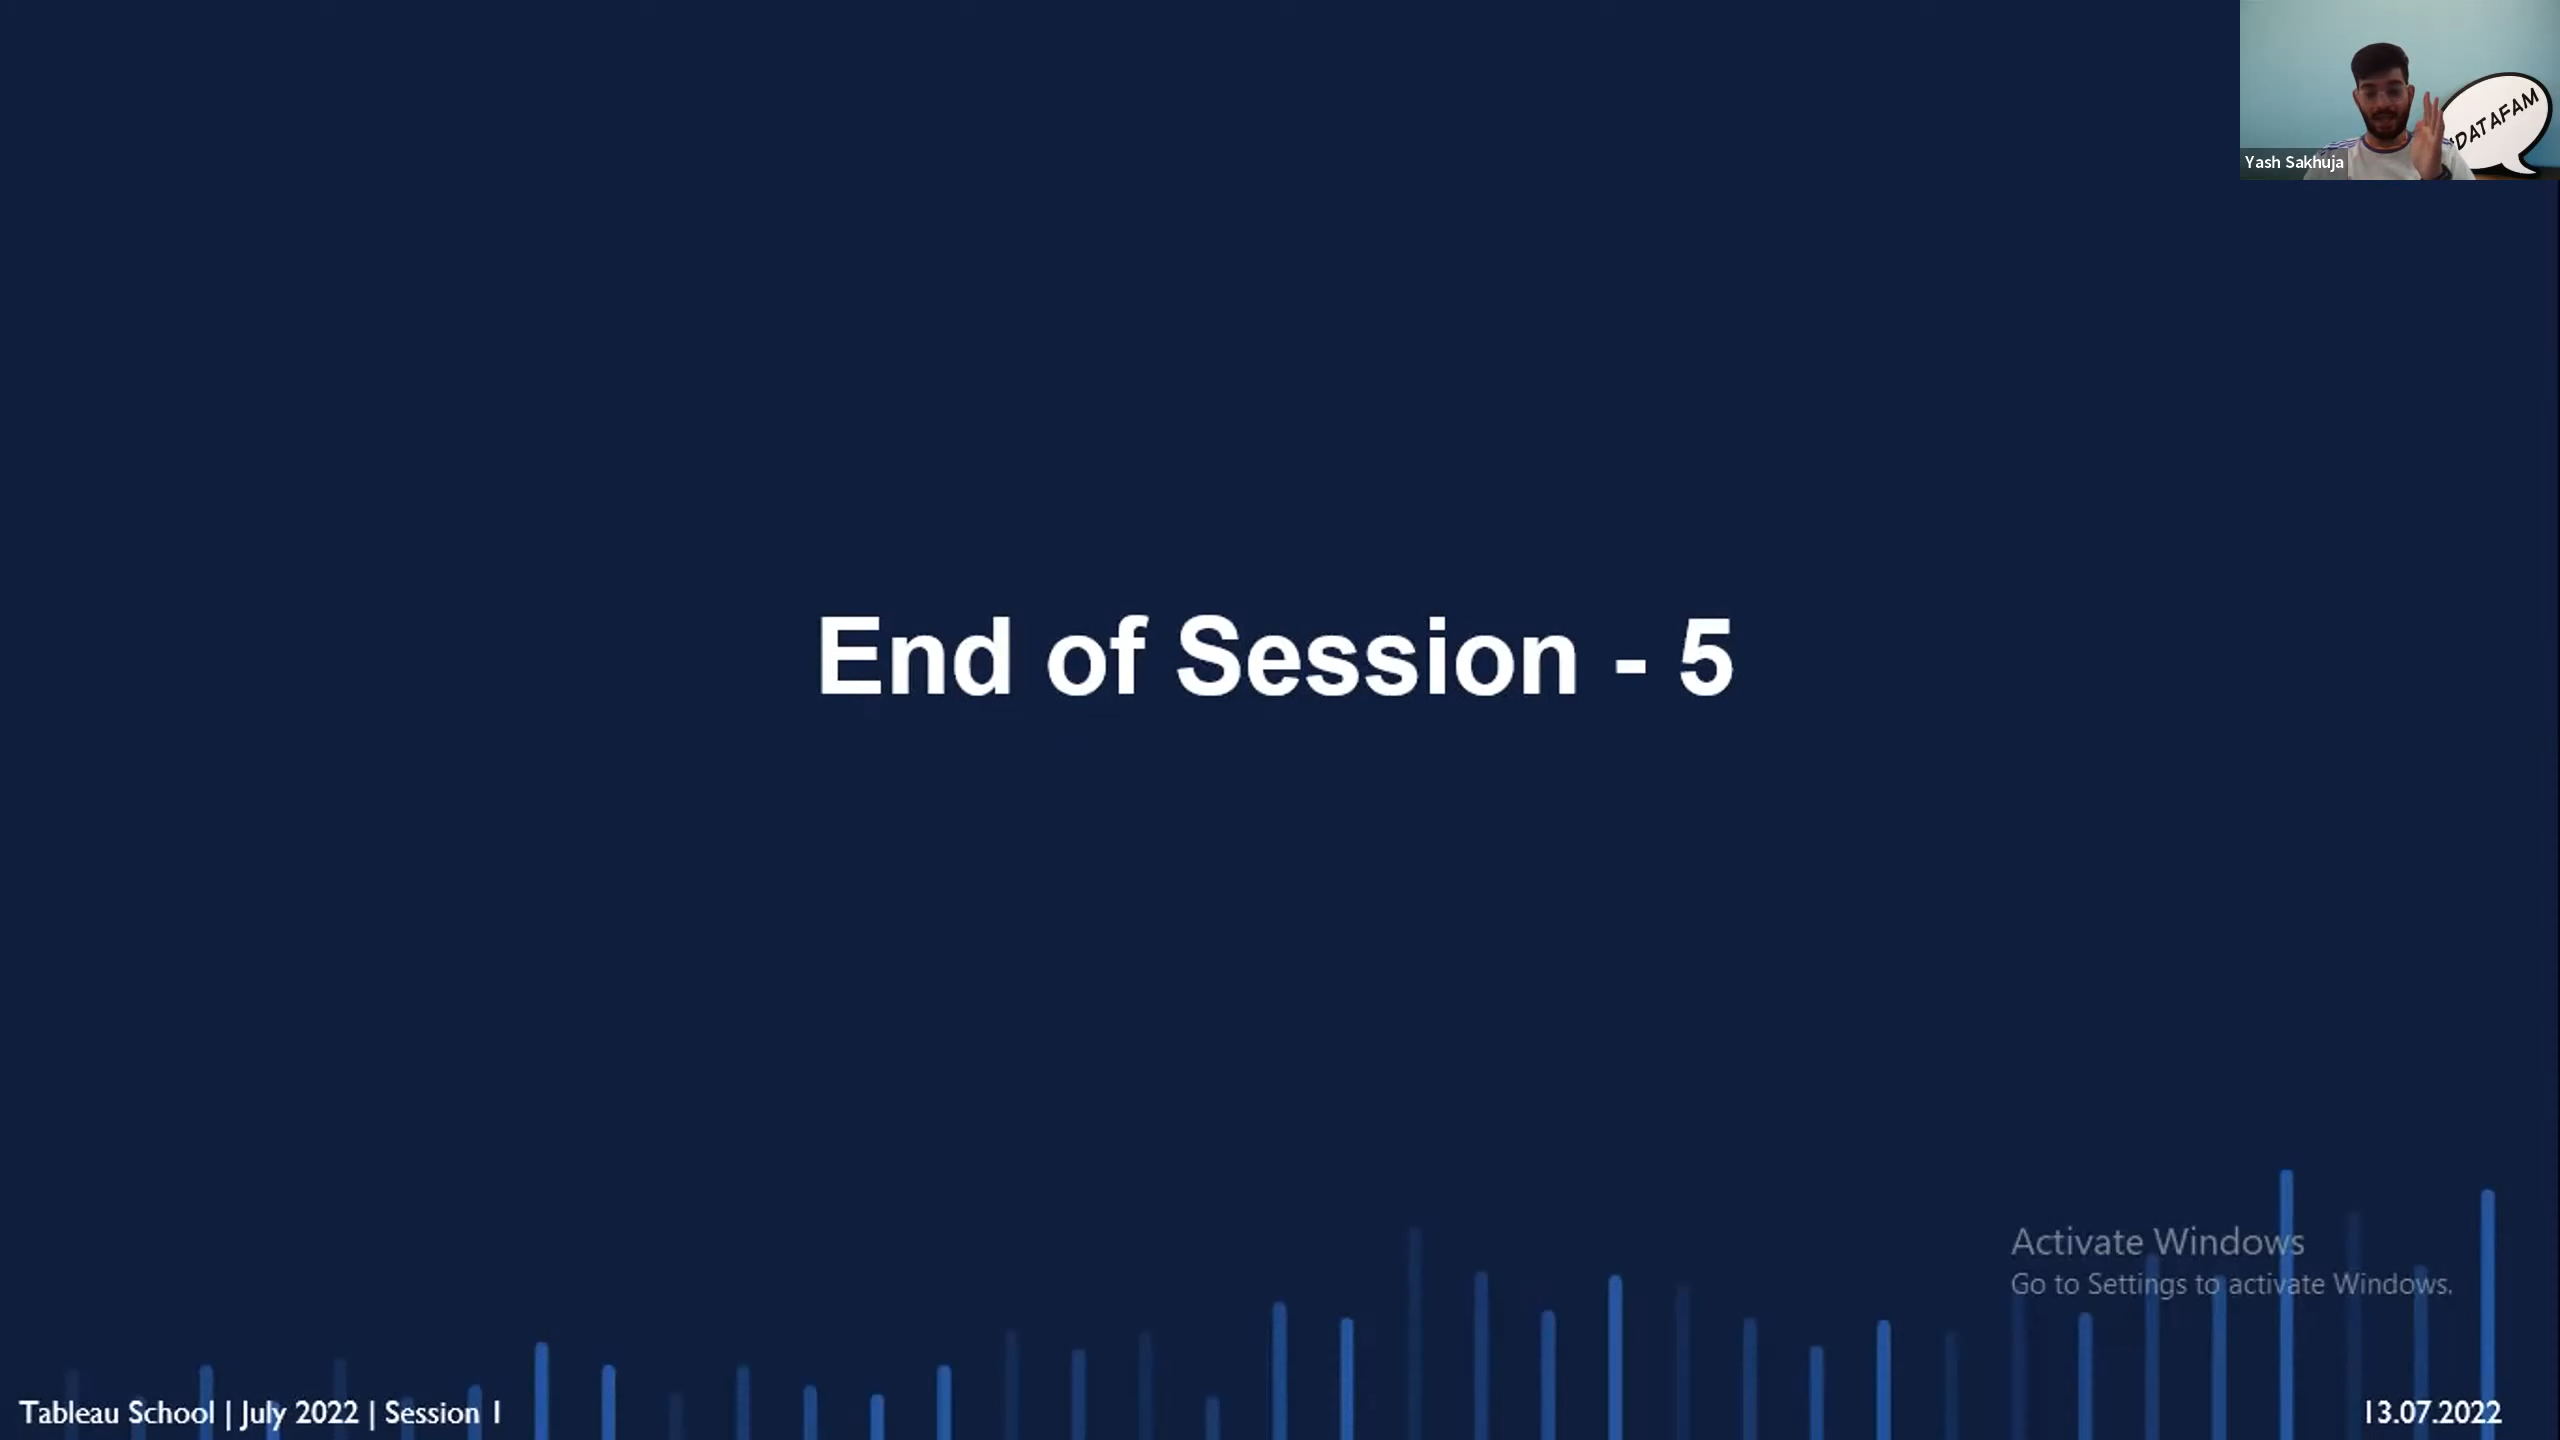 DATAFAM
Yash Sakhuja
End of Session - 5
Activate Windows
Go to Settings to activate Windows.
Tableau School | July 2022 | Session 1
13.07.2022